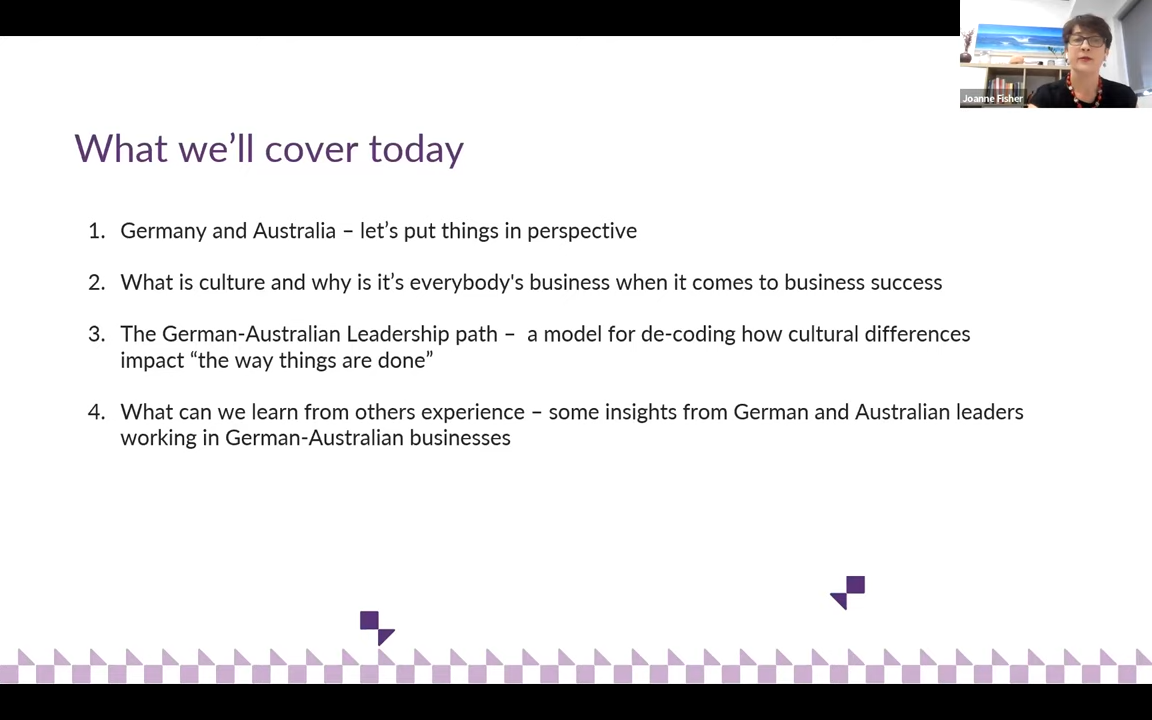 Joanne Fisher
What we’ll cover today
1. Germany and Australia – let’s put things in perspective
2. What is culture and why is it’s everybody's business when it comes to business success
3. The German-Australian Leadership path –  a model for de-coding how cultural differences
impact “the way things are done”
4. What can we learn from others experience – some insights from German and Australian leaders
working in German-Australian businesses